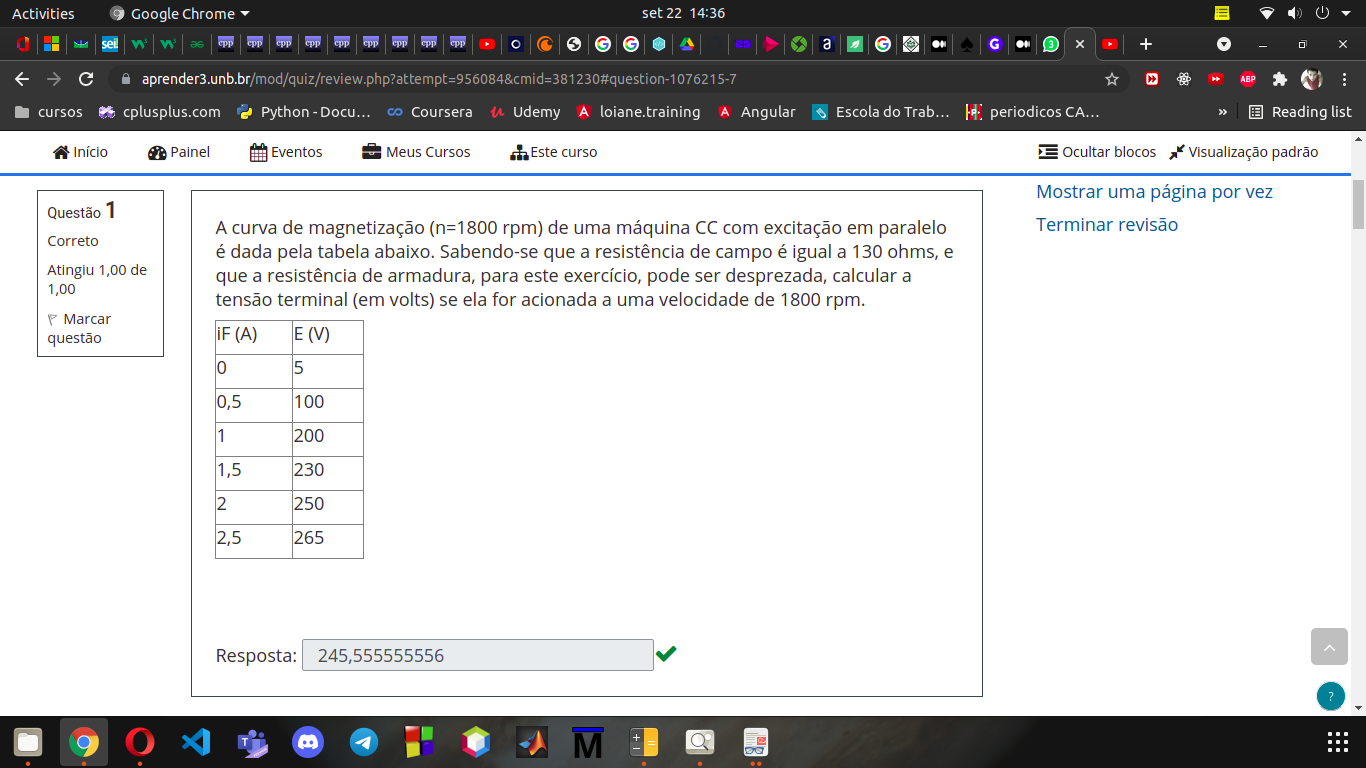 Activities Google Chrome set 22 14:36
aprender3.unb.br/mod/quiz/review.php?attempt=956084&cmid=381230#question-1076215-7
cursos cplusplus.com Python - Docu... Coursera Udemy loiane.training Angular Escola do Trab... periodicos CA... » Reading list
Início Painel Eventos Meus Cursos Este curso Ocultar blocos Visualização padrão
Mostrar uma página por vez
Terminar revisão
Questão 1
Correto
Atingiu 1,00 de
1,00
Marcar
questão
A curva de magnetização (n=1800 rpm) de uma máquina CC com excitação em paralelo
é dada pela tabela abaixo. Sabendo-se que a resistência de campo é igual a 130 ohms, e
que a resistência de armadura, para este exercício, pode ser desprezada, calcular a
tensão terminal (em volts) se ela for acionada a uma velocidade de 1800 rpm.
iF (A) E (V)
0 5
0,5 100
1 200
1,5 230
2 250
2,5 265
Resposta: 245,555555556